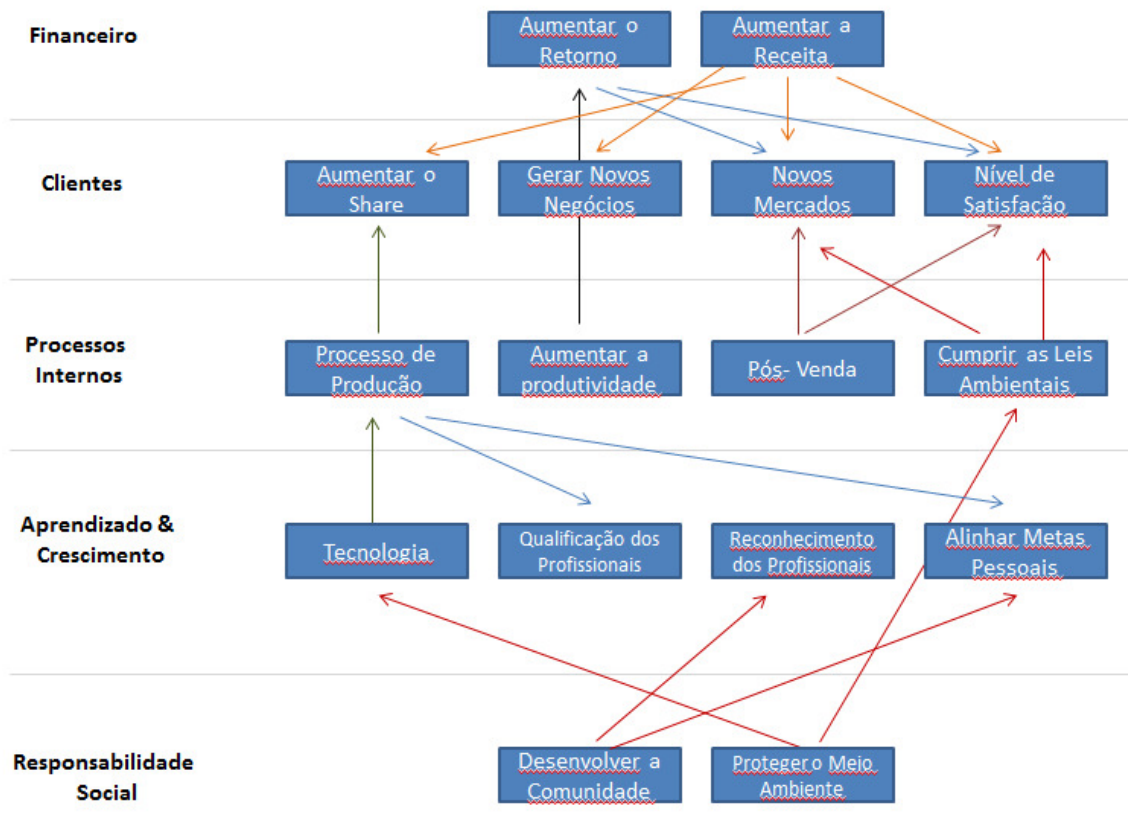 Financeiro
Aumentar o
Retorno
Aumentar a
Receita
Clientes
Aumentar o
Share
Gerar Novos
Negócios
Novos
Mercados
Nível de
Satisfação
Processos
Internos
Processo de
Produção
Aumentar a
produtividade
Pós- Venda
Cumprir as Leis
Ambientais
Aprendizado &
Crescimento
Tecnologia
Qualificação dos
Profissionais
Reconhecimento
dos Profissionais
Alinhar Metas
Pessoais
Responsabilidade
Social
Desenvolver a
Comunidade
Proteger o Meio
Ambiente